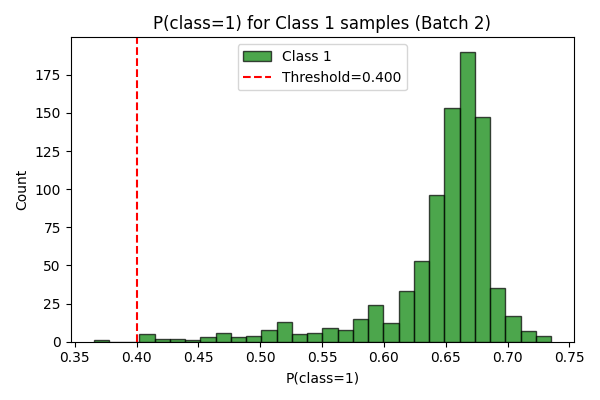 P(class=1) for Class 1 samples (Batch 2)
Class 1
Threshold=0.400
Count
175
150
125
100
75
50
25
0
0.35 0.40 0.45 0.50 0.55 0.60 0.65 0.70 0.75
P(class=1)